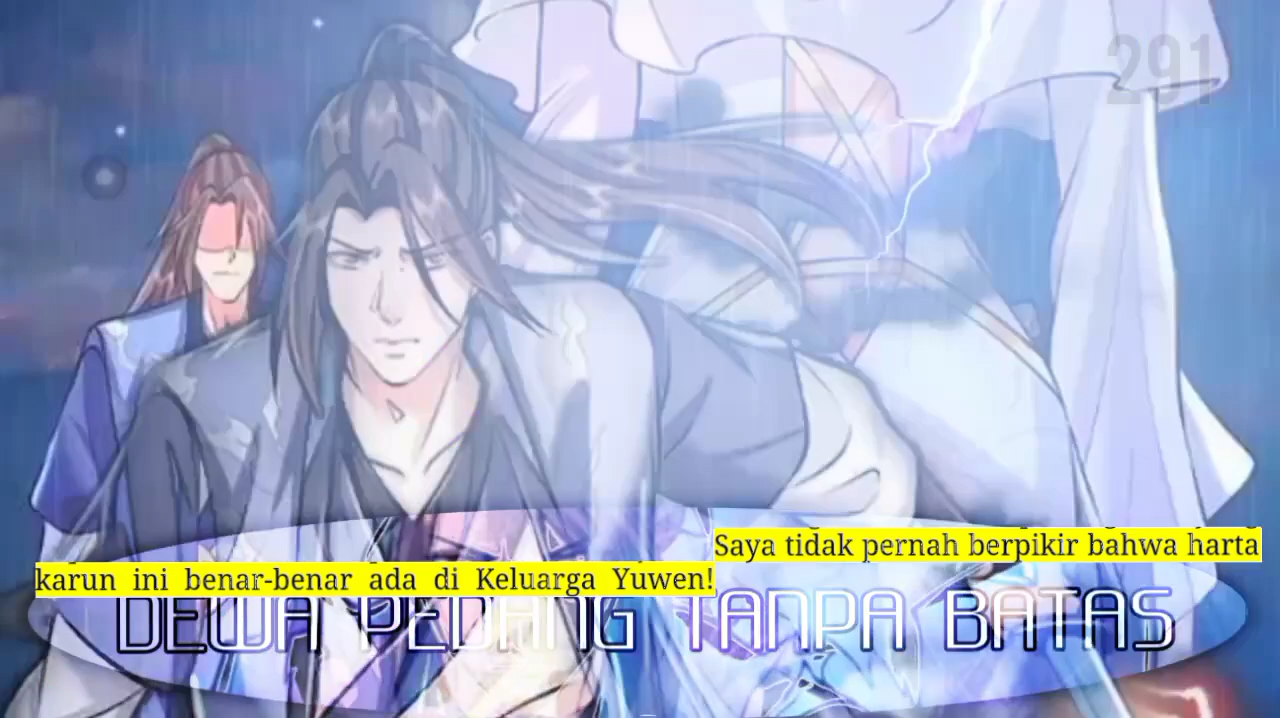 291
Saya tidak pernah berpikir bahwa harta
karun ini benar-benar ada di Keluarga Yuwen!
DEWA PEDANG TANPA BATAS